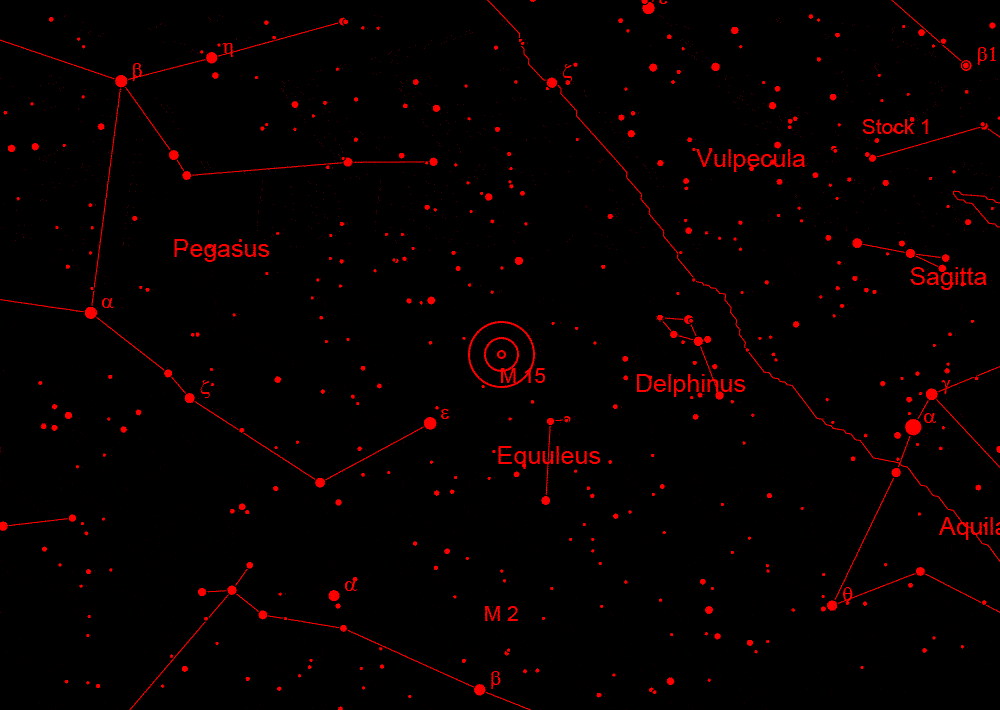 ε
η
β
β1
ξ
Stock 1
Vulpecula
Pegasus
Sagitta
α
M 15
Delphinus
γ
ξ
ε
α
Equuleus
Aquila
α
θ
M 2
β